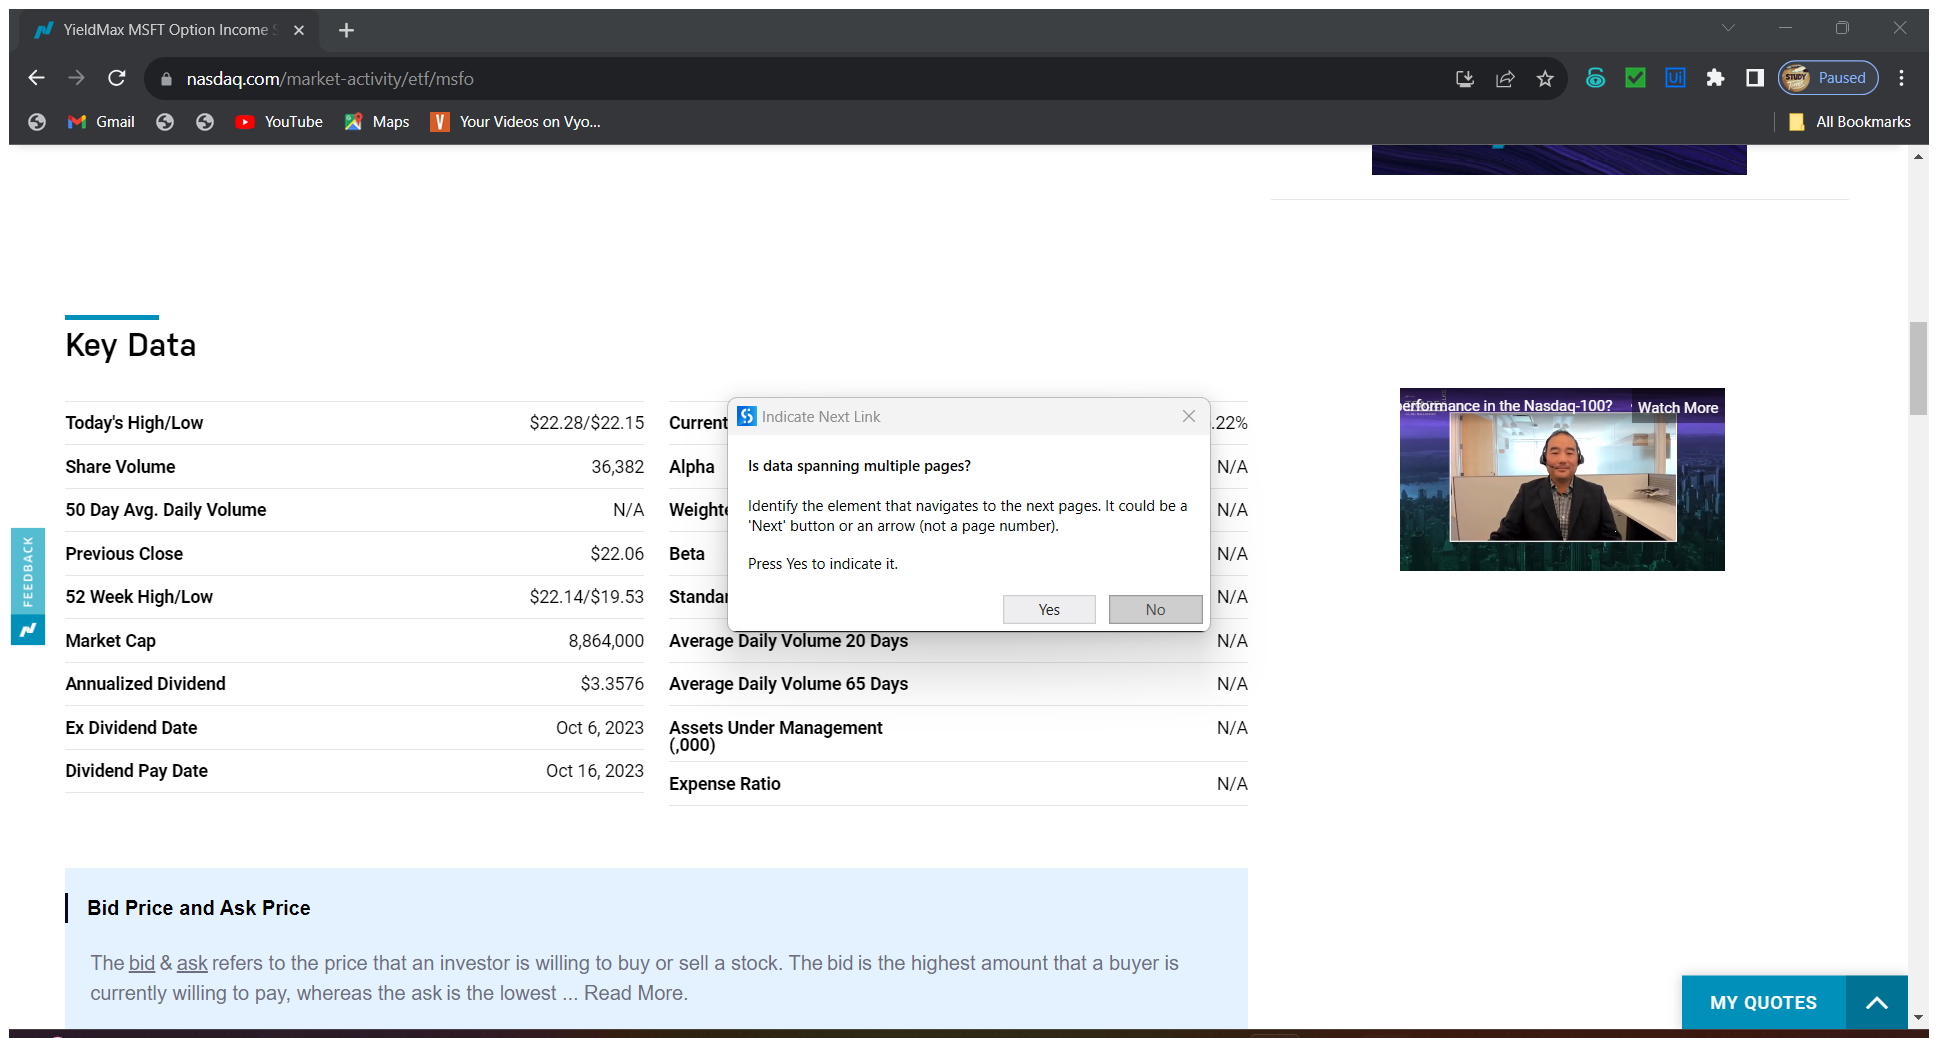 YieldMax MSFT Option Income S
nasdaq.com/market-activity/etf/msfo
Paused
Gmail
YouTube
Maps
Your Videos on Vyo...
All Bookmarks
Key Data
Today's High/Low $22.28/$22.15
Share Volume 36,382
50 Day Avg. Daily Volume N/A
Previous Close $22.06
52 Week High/Low $22.14/$19.53
Market Cap 8,864,000
Annualized Dividend $3.3576
Ex Dividend Date Oct 6, 2023
Dividend Pay Date Oct 16, 2023
Current .22%
Alpha N/A
Weighte N/A
Beta N/A
Standar N/A
Average Daily Volume 20 Days N/A
Average Daily Volume 65 Days N/A
Assets Under Management N/A
(,000)
Expense Ratio N/A
Indicate Next Link
Is data spanning multiple pages?
Identify the element that navigates to the next pages. It could be a
'Next' button or an arrow (not a page number).
Press Yes to indicate it.
Yes
No
erformance in the Nasdaq-100?
Watch More
FEEDBACK
Bid Price and Ask Price
The bid & ask refers to the price that an investor is willing to buy or sell a stock. The bid is the highest amount that a buyer is
currently willing to pay, whereas the ask is the lowest ... Read More.
MY QUOTES